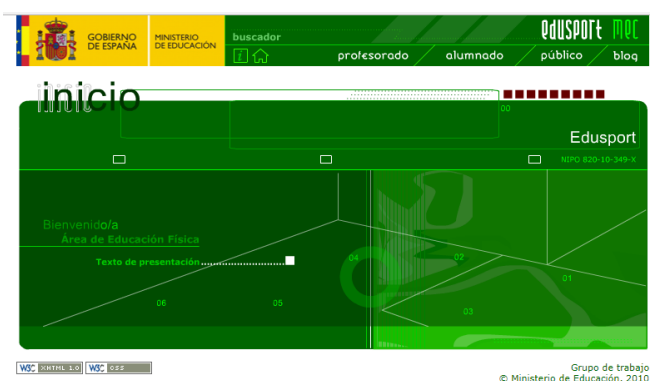 GOBIERNO
DE ESPAÑA
MINISTERIO
DE EDUCACIÓN
buscador
edusport mec
i
profesorado
alumnado
público
blog
inicio
00
Edusport
NIPO 820-10-349-X
Bienvenido/a
Área de Educación Física
Texto de presentación
04
02
01
06
05
03
W3C XHTML 1.0
W3C CSS
Grupo de trabajo
© Ministerio de Educación, 2010